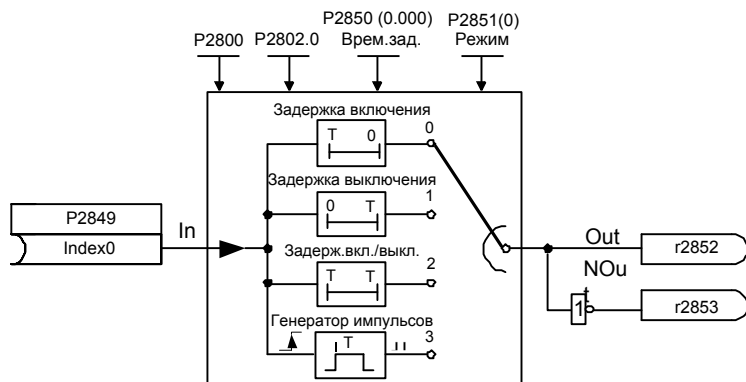 P2850 (0.000)
P2851(0)
P2800
P2802.0
Врем.зад.
Режим
Задержка включения
T 0
0
Задержка выключения
0 T
1
P2849
Index0
In
Задерж.вкл./выкл.
T T
2
Out
r2852
NOu
t
1
r2853
Генератор импульсов
T
3